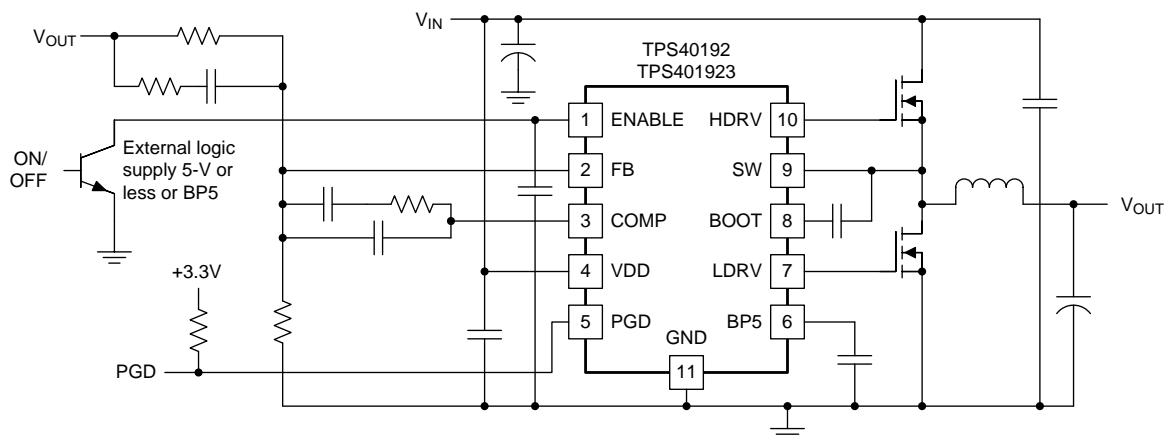 VIN
VOUT
TPS40192
TPS401923
1 ENABLE HDRV 10
ON/
OFF
External logic
supply 5-V or
less or BP5
2 FB SW 9
3 COMP BOOT 8
VOUT
4 VDD LDRV 7
+3.3V
5 PGD BP5 6
GND
11
PGD